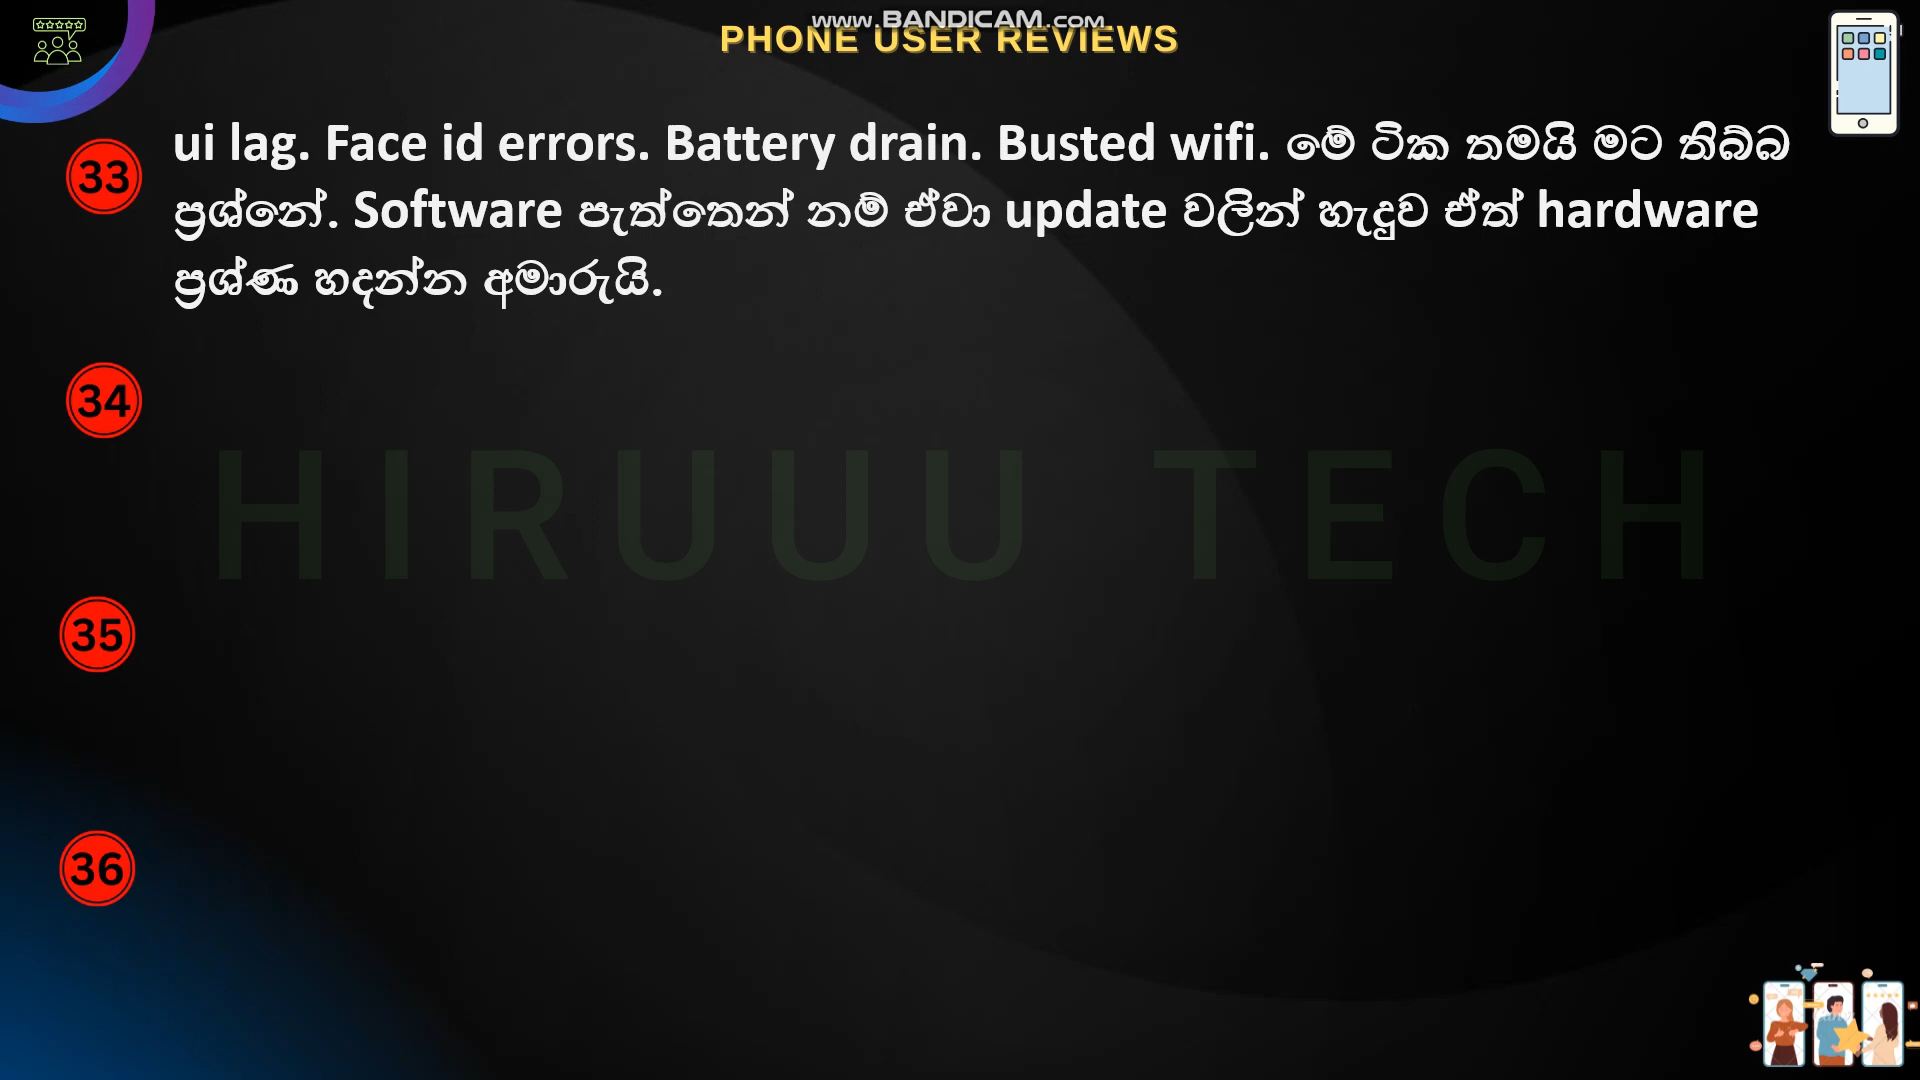 www.BANDICAM.com
PHONE USER REVIEWS
33
ui lag. Face id errors. Battery drain. Busted wifi. මේ ටික තමයි මට තිබ්බ
ප්‍රශ්නේ. Software පැත්තෙන් නම් ඒවා update වලින් හැදුව ඒත් hardware
ප්‍රශ්ණ හදන්න අමාරුයි.
34
HIRUUU TECH
35
36